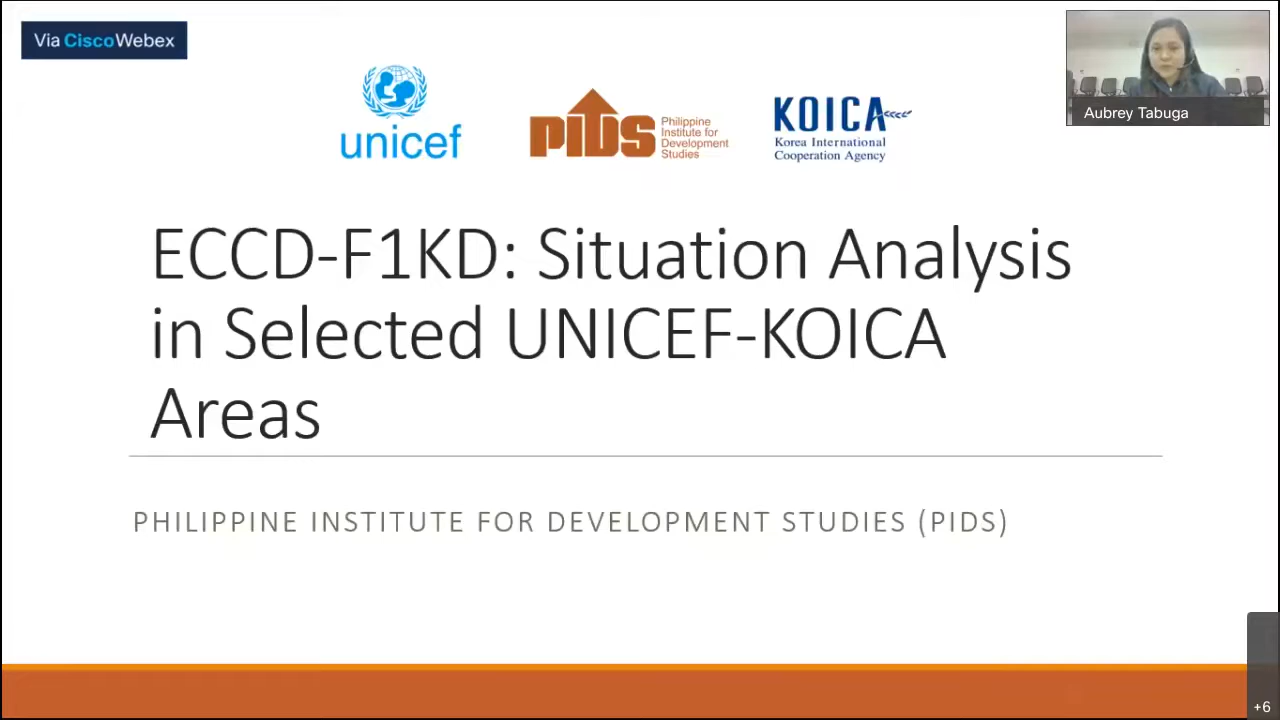 Via CiscoWebex
unicef
PIDS
Philippine
Institute for
Development
Studies
KOICA
Korea International
Cooperation Agency
Aubrey Tabuga
ECCD-F1KD: Situation Analysis
in Selected UNICEF-KOICA
Areas
PHILIPPINE INSTITUTE FOR DEVELOPMENT STUDIES (PIDS)
+6